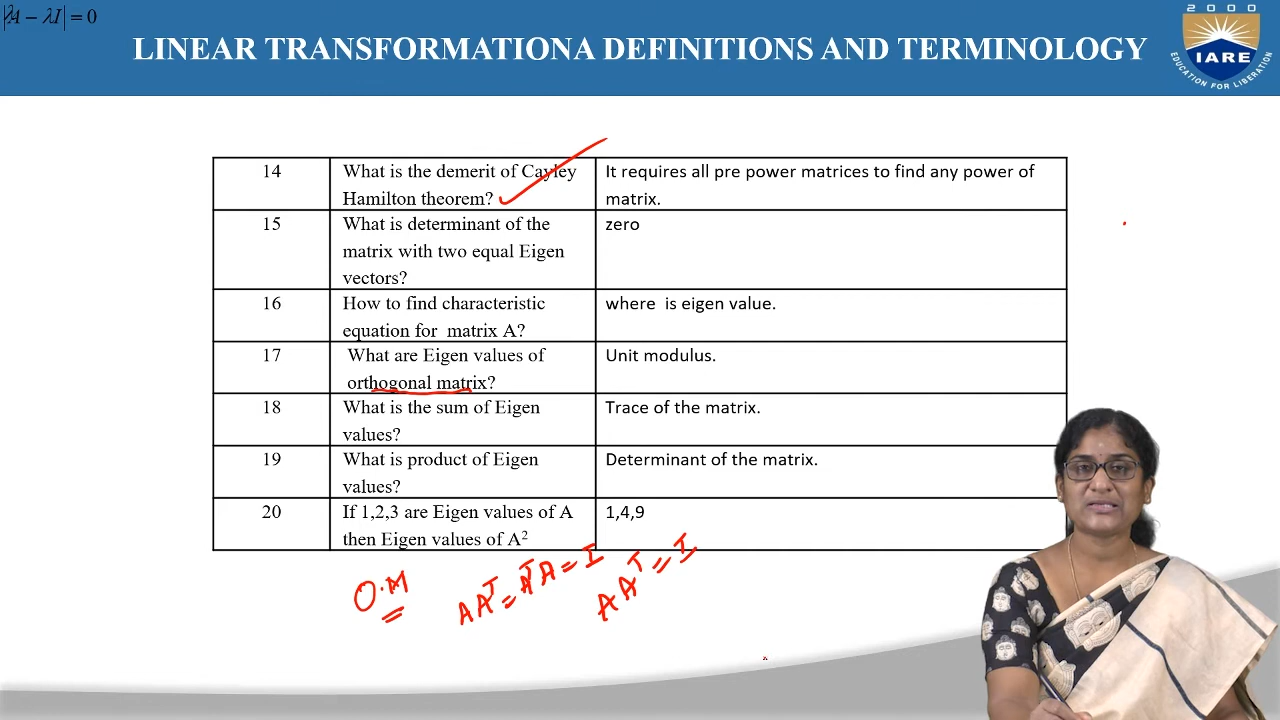 |A − λI| = 0
2 0 0 0
LINEAR TRANSFORMATIONA DEFINITIONS AND TERMINOLOGY
IARE
EDUCATION FOR LIBERATION
14
What is the demerit of Cayley
Hamilton theorem?
It requires all pre power matrices to find any power of
matrix.
15
What is determinant of the
matrix with two equal Eigen
vectors?
zero
16
How to find characteristic
equation for matrix A?
where is eigen value.
17
What are Eigen values of
orthogonal matrix?
Unit modulus.
18
What is the sum of Eigen
values?
Trace of the matrix.
19
What is product of Eigen
values?
Determinant of the matrix.
20
If 1,2,3 are Eigen values of A
then Eigen values of A²
1,4,9
O.M
AAᵀ = AᵀA = I
AAᵀ = I